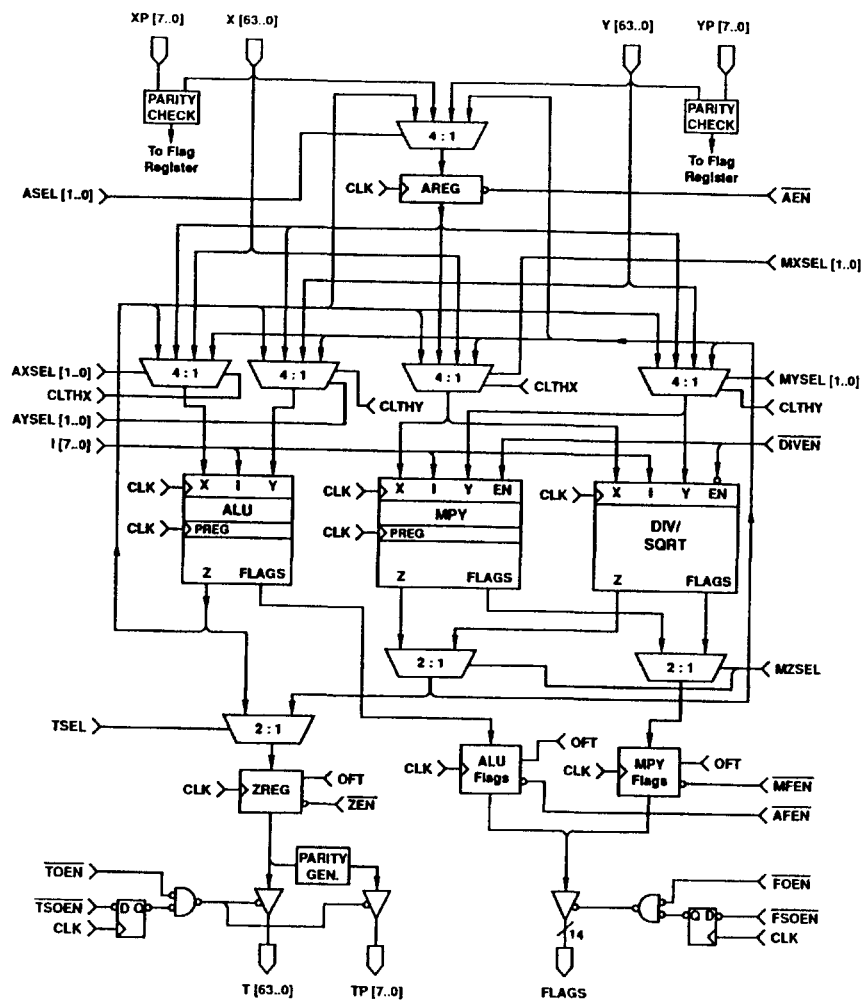 XP [7..0]
X [63..0]
Y [63..0]
YP [7..0]
PARITY
CHECK
To Flag
Register
4 : 1
PARITY
CHECK
To Flag
Register
ASEL [1..0]
CLK
AREG
AEN
MXSEL [1..0]
AXSEL [1..0]
4 : 1
4 : 1
4 : 1
4 : 1
MYSEL [1..0]
CLTHX
CLTHX
CLTHY
CLTHY
AYSEL [1..0]
I [7..0]
DIVEN
CLK
X I Y
ALU
CLK
PREG
Z FLAGS
CLK
X I Y EN
MPY
CLK
PREG
Z FLAGS
CLK
X I Y EN
DIV/
SQRT
Z FLAGS
2 : 1
2 : 1
MZSEL
TSEL
2 : 1
CLK
ZREG
OFT
ZEN
CLK
ALU
Flags
OFT
AFEN
CLK
MPY
Flags
OFT
MFEN
TOEN
TSOEN
D Q
CLK
PARITY
GEN.
FOEN
Q D
FSOEN
CLK
14
T [63..0]
TP [7..0]
FLAGS